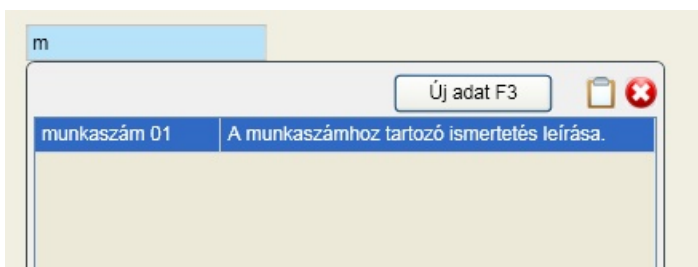 m
Új adat F3
munkaszám 01 A munkaszámhoz tartozó ismertetés leírása.